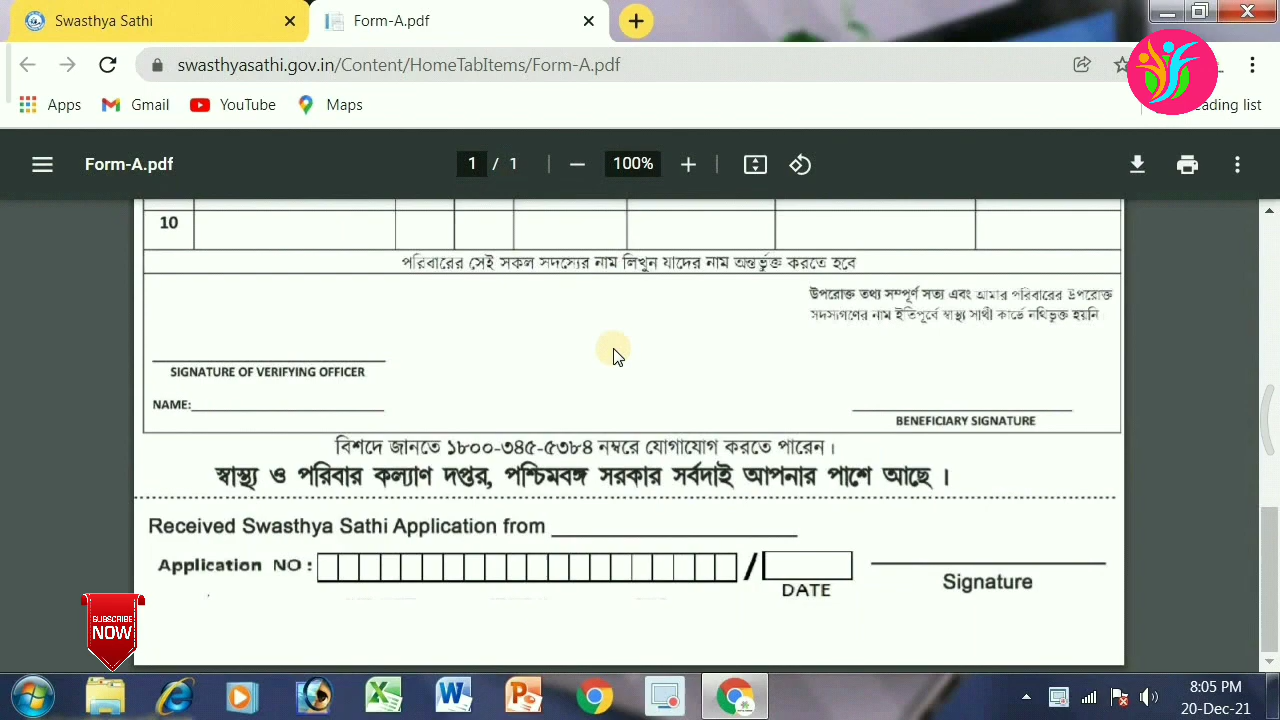 Swasthya Sathi
Form-A.pdf
swasthyasathi.gov.in/Content/HomeTabItems/Form-A.pdf
Apps
Gmail
YouTube
Maps
Form-A.pdf
1 / 1
100%
10
পরিবারের সেই সকল সদস্যের নাম লিখুন যাদের নাম অন্তর্ভুক্ত করতে হবে
উপরোক্ত তথ্য সম্পূর্ণ সত্য এবং আমার পরিবারের উপরোক্ত
সদস্যগণের নাম ইতিপূর্বে স্বাস্থ্য সাথী কার্ডে নথিভুক্ত হয়নি
SIGNATURE OF VERIFYING OFFICER
NAME:
BENEFICIARY SIGNATURE
বিশদে জানতে ১৮০০-৩৪৫-৫৩৮৪ নম্বরে যোগাযোগ করতে পারেন।
স্বাস্থ্য ও পরিবার কল্যাণ দপ্তর, পশ্চিমবঙ্গ সরকার সর্বদাই আপনার পাশে আছে ।
Received Swasthya Sathi Application from
Application NO :
/
DATE
Signature
SUBSCRIBE
NOW
8:05 PM
20-Dec-21